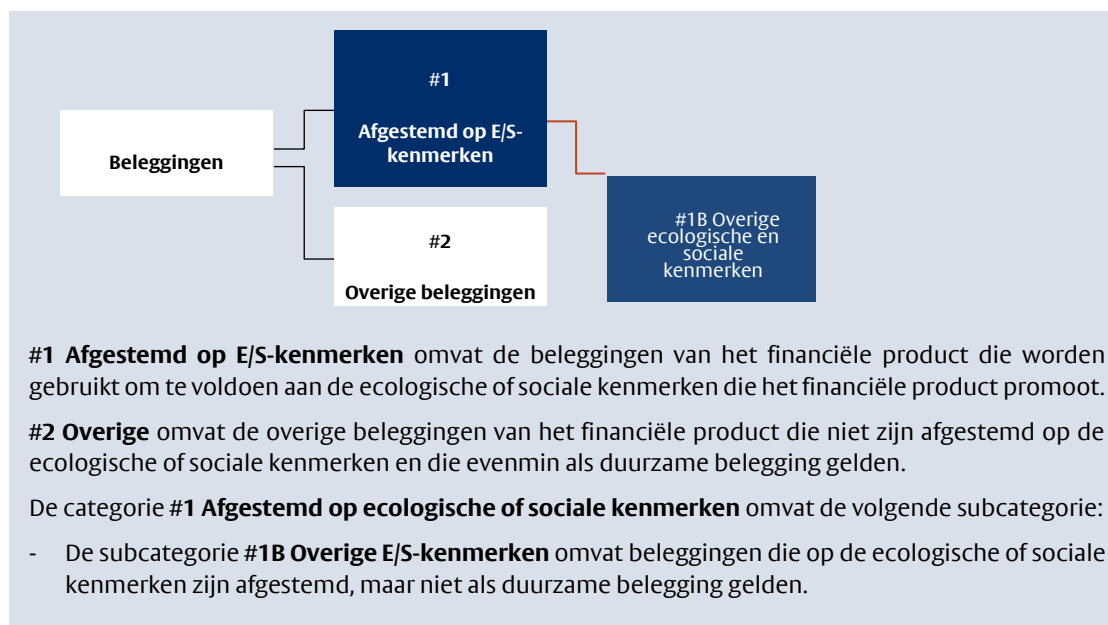 #1
Afgestemd op E/S-
kenmerken
Beleggingen
#2
Overige beleggingen
#1B Overige
ecologische en
sociale
kenmerken
#1 Afgestemd op E/S-kenmerken omvat de beleggingen van het financiële product die worden
gebruikt om te voldoen aan de ecologische of sociale kenmerken die het financiële product promoot.
#2 Overige omvat de overige beleggingen van het financiële product die niet zijn afgestemd op de
ecologische of sociale kenmerken en die evenmin als duurzame belegging gelden.
De categorie #1 Afgestemd op ecologische of sociale kenmerken omvat de volgende subcategorie:
- De subcategorie #1B Overige E/S-kenmerken omvat beleggingen die op de ecologische of sociale
kenmerken zijn afgestemd, maar niet als duurzame belegging gelden.